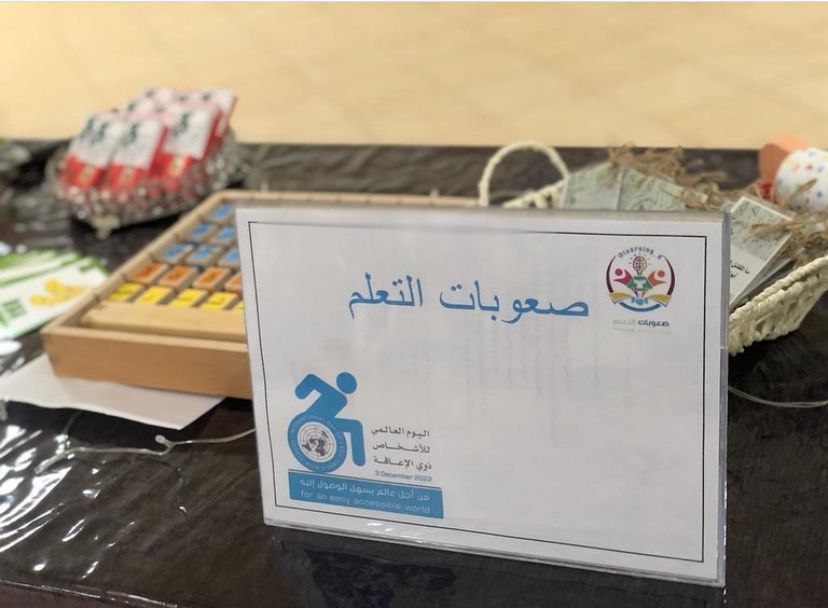 صعوبات التعلم
صعوبات التعلم
اليوم العالمي
للأشخاص
ذوي الإعاقة
3 December 2022
من أجل عالم يسهل الوصول إليه
for an easy accessible world